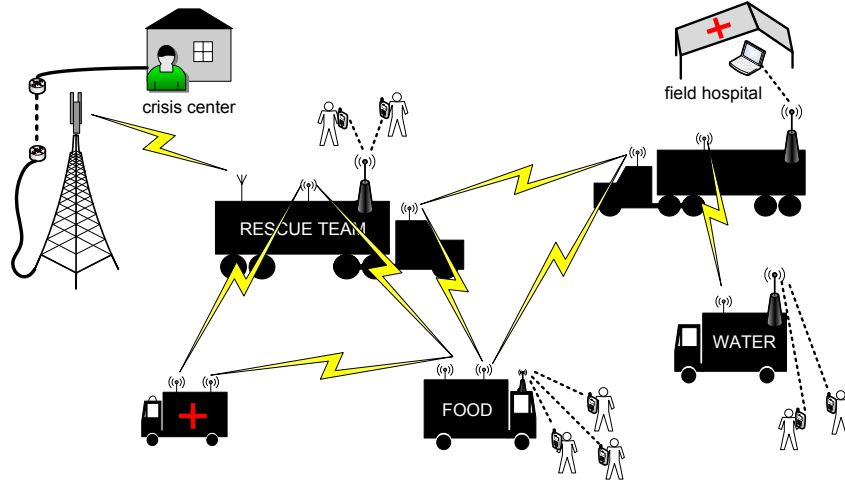 crisis center
field hospital
RESCUE TEAM
WATER
FOOD